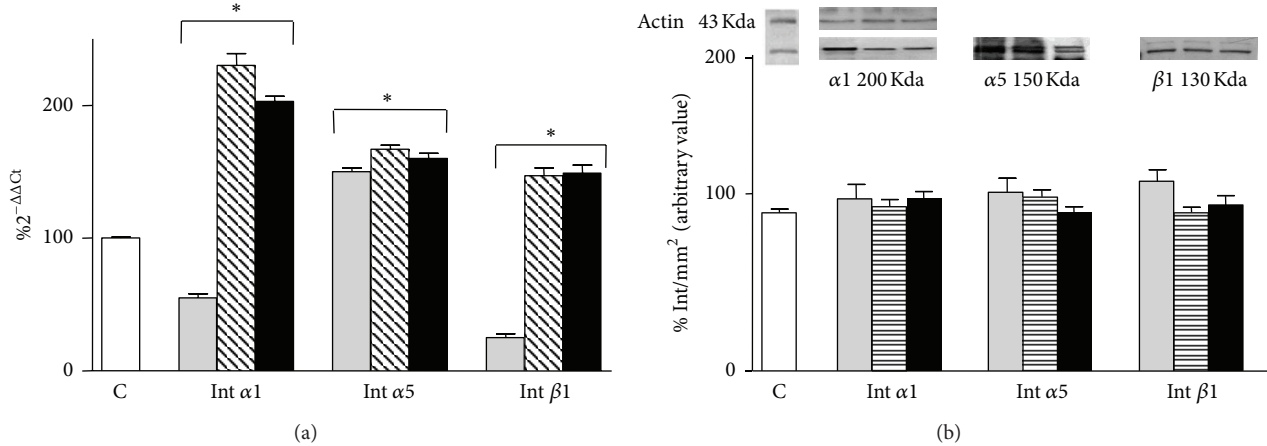 *
*
*
200
100
0
%2^−ΔΔCt
C
Int α1
Int α5
Int β1
(a)
Actin 43 Kda
α1 200 Kda
α5 150 Kda
β1 130 Kda
200
100
0
% Int/mm² (arbitrary value)
C
Int α1
Int α5
Int β1
(b)